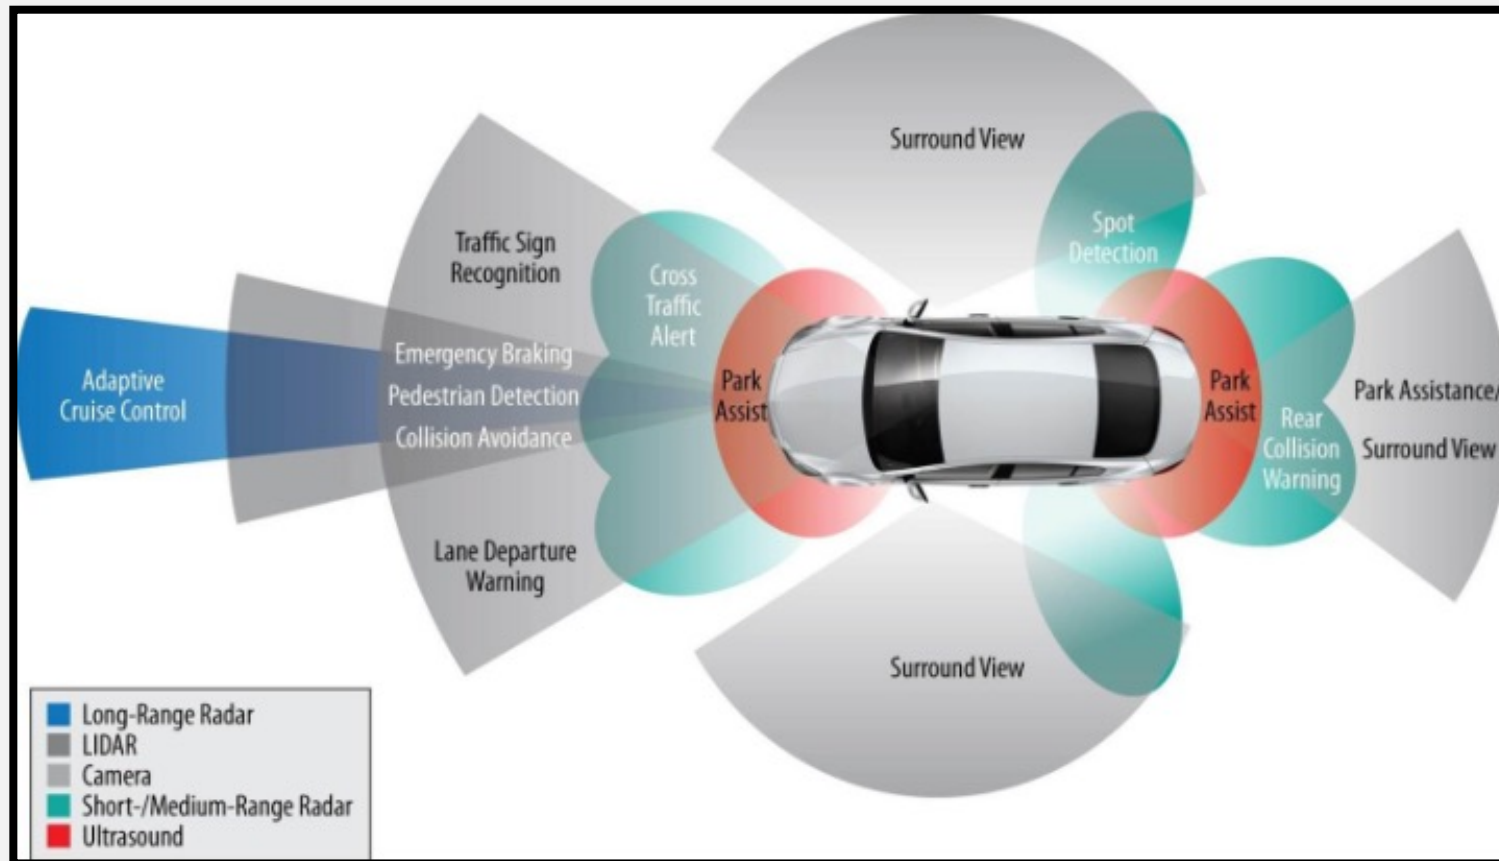 Surround View
Spot
Detection
Traffic Sign
Recognition
Cross
Traffic
Alert
Emergency Braking
Pedestrian Detection
Collision Avoidance
Adaptive
Cruise Control
Park
Assist
Park
Assist
Rear
Collision
Warning
Park Assistance/
Surround View
Lane Departure
Warning
Surround View
Long-Range Radar
LIDAR
Camera
Short-/Medium-Range Radar
Ultrasound